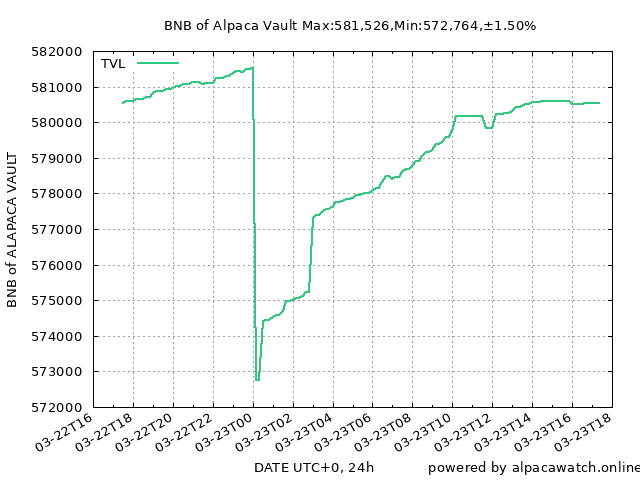 BNB of Alpaca Vault Max:581,526,Min:572,764,±1.50%
TVL
582000
581000
580000
579000
578000
577000
576000
575000
574000
573000
572000
BNB of ALAPACA VAULT
03-22T16
03-22T18
03-22T20
03-22T22
03-23T00
03-23T02
03-23T04
03-23T06
03-23T08
03-23T10
03-23T12
03-23T14
03-23T16
03-23T18
DATE UTC+0, 24h
powered by alpacawatch.online